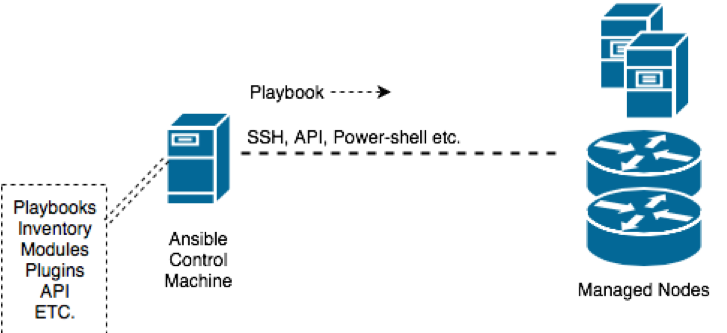 Playbook
SSH, API, Power-shell etc.
Playbooks
Inventory
Modules
Plugins
API
ETC.
Ansible
Control
Machine
Managed Nodes